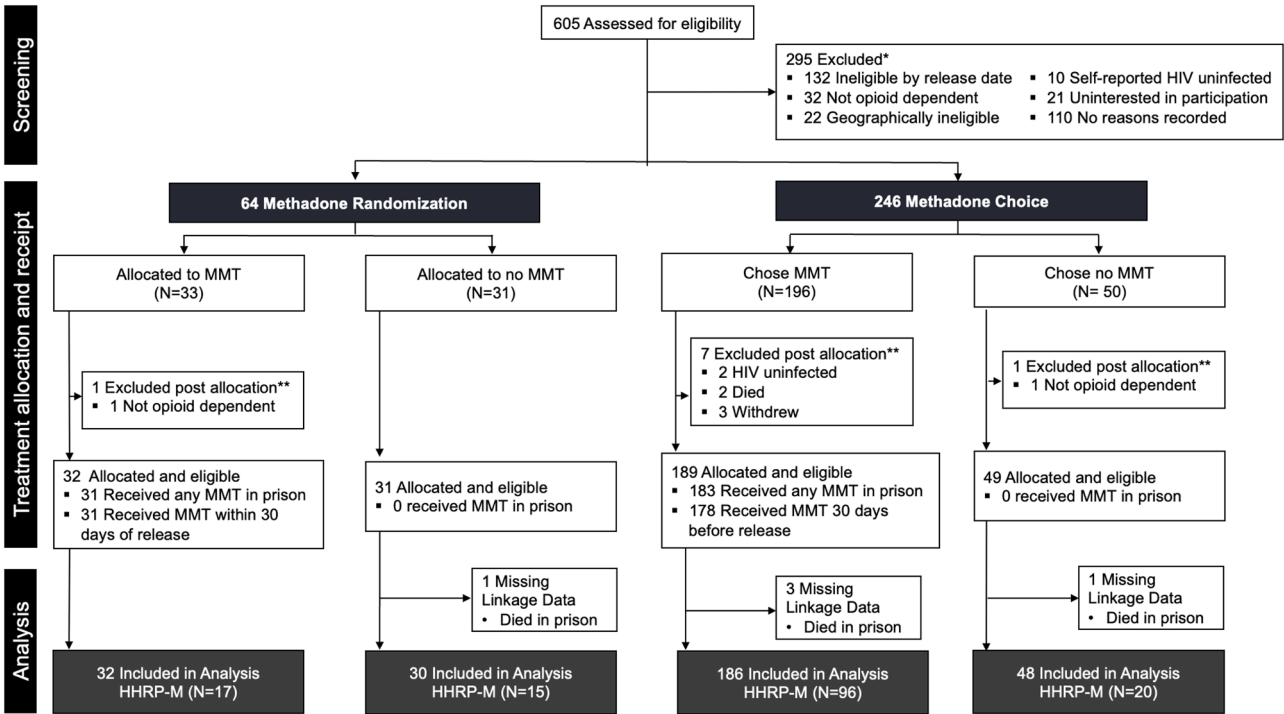 Screening
605 Assessed for eligibility
295 Excluded*
▪ 132 Ineligible by release date
▪ 32 Not opioid dependent
▪ 22 Geographically ineligible
▪ 10 Self-reported HIV uninfected
▪ 21 Uninterested in participation
▪ 110 No reasons recorded
Treatment allocation and receipt
64 Methadone Randomization
246 Methadone Choice
Allocated to MMT
(N=33)
Allocated to no MMT
(N=31)
Chose MMT
(N=196)
Chose no MMT
(N= 50)
1 Excluded post allocation**
▪ 1 Not opioid dependent
7 Excluded post allocation**
▪ 2 HIV uninfected
▪ 2 Died
▪ 3 Withdrew
1 Excluded post allocation**
▪ 1 Not opioid dependent
32 Allocated and eligible
▪ 31 Received any MMT in prison
▪ 31 Received MMT within 30
days of release
31 Allocated and eligible
▪ 0 received MMT in prison
189 Allocated and eligible
▪ 183 Received any MMT in prison
▪ 178 Received MMT 30 days
before release
49 Allocated and eligible
▪ 0 received MMT in prison
Analysis
1 Missing
Linkage Data
• Died in prison
3 Missing
Linkage Data
• Died in prison
1 Missing
Linkage Data
• Died in prison
32 Included in Analysis
HHRP-M (N=17)
30 Included in Analysis
HHRP-M (N=15)
186 Included in Analysis
HHRP-M (N=96)
48 Included in Analysis
HHRP-M (N=20)